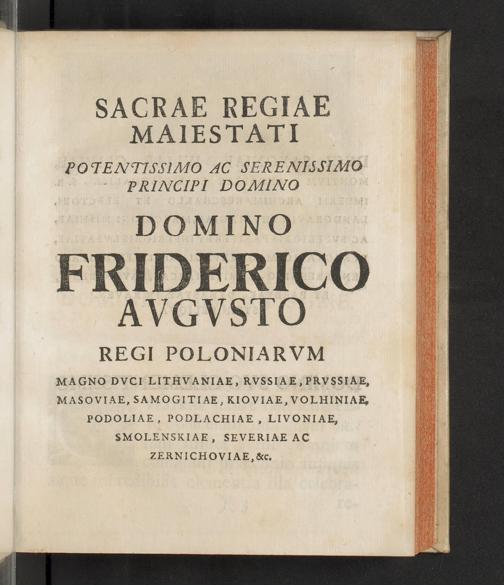 SACRAE REGIAE
MAIESTATI
POTENTISSIMO AC SERENISSIMO
PRINCIPI DOMINO
DOMINO
FRIDERICO
AVGVSTO
REGI POLONIARVM
MAGNO DVCI LITHVANIAE, RVSSIAE, PRVSSIAE,
MASOVIAE, SAMOGITIAE, KIOVIAE, VOLHINIAE,
PODOLIAE, PODLACHIAE, LIVONIAE,
SMOLENSKIAE, SEVERIAE AC
ZERNICHOVIAE, &c.